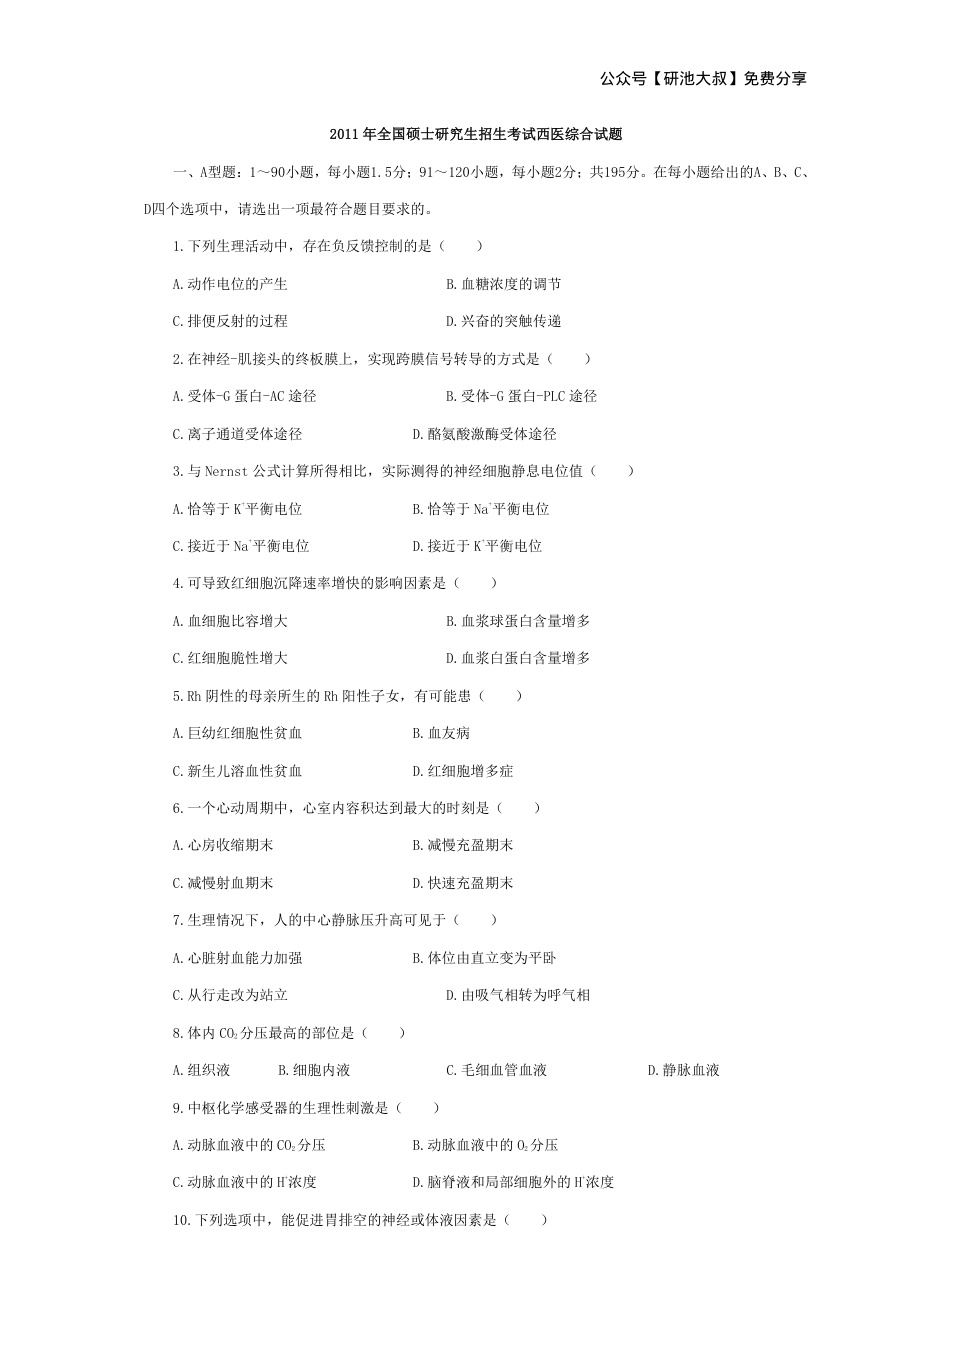 公众号【研池大叔】免费分享
2011年全国硕士研究生招生考试西医综合试题
一、A型题：1～90小题，每小题1.5分；91～120小题，每小题2分；共195分。在每小题给出的A、B、C、
D四个选项中，请选出一项最符合题目要求的。
1.下列生理活动中，存在负反馈控制的是（　　）
A.动作电位的产生　　B.血糖浓度的调节
C.排便反射的过程　　D.兴奋的突触传递
2.在神经-肌接头的终板膜上，实现跨膜信号转导的方式是（　　）
A.受体-G蛋白-AC途径　　B.受体-G蛋白-PLC途径
C.离子通道受体途径　　D.酪氨酸激酶受体途径
3.与Nernst公式计算所得相比，实际测得的神经细胞静息电位值（　　）
A.恰等于K⁺平衡电位　　B.恰等于Na⁺平衡电位
C.接近于Na⁺平衡电位　　D.接近于K⁺平衡电位
4.可导致红细胞沉降速率增快的影响因素是（　　）
A.血细胞比容增大　　B.血浆球蛋白含量增多
C.红细胞脆性增大　　D.血浆白蛋白含量增多
5.Rh阴性的母亲所生的Rh阳性子女，有可能患（　　）
A.巨幼红细胞性贫血　　B.血友病
C.新生儿溶血性贫血　　D.红细胞增多症
6.一个心动周期中，心室内容积达到最大的时刻是（　　）
A.心房收缩期末　　B.减慢充盈期末
C.减慢射血期末　　D.快速充盈期末
7.生理情况下，人的中心静脉压升高可见于（　　）
A.心脏射血能力加强　　B.体位由直立变为平卧
C.从行走改为站立　　D.由吸气相转为呼气相
8.体内CO₂分压最高的部位是（　　）
A.组织液　　B.细胞内液　　C.毛细血管血液　　D.静脉血液
9.中枢化学感受器的生理性刺激是（　　）
A.动脉血液中的CO₂分压　　B.动脉血液中的O₂分压
C.动脉血液中的H⁺浓度　　D.脑脊液和局部细胞外的H⁺浓度
10.下列选项中，能促进胃排空的神经或体液因素是（　　）